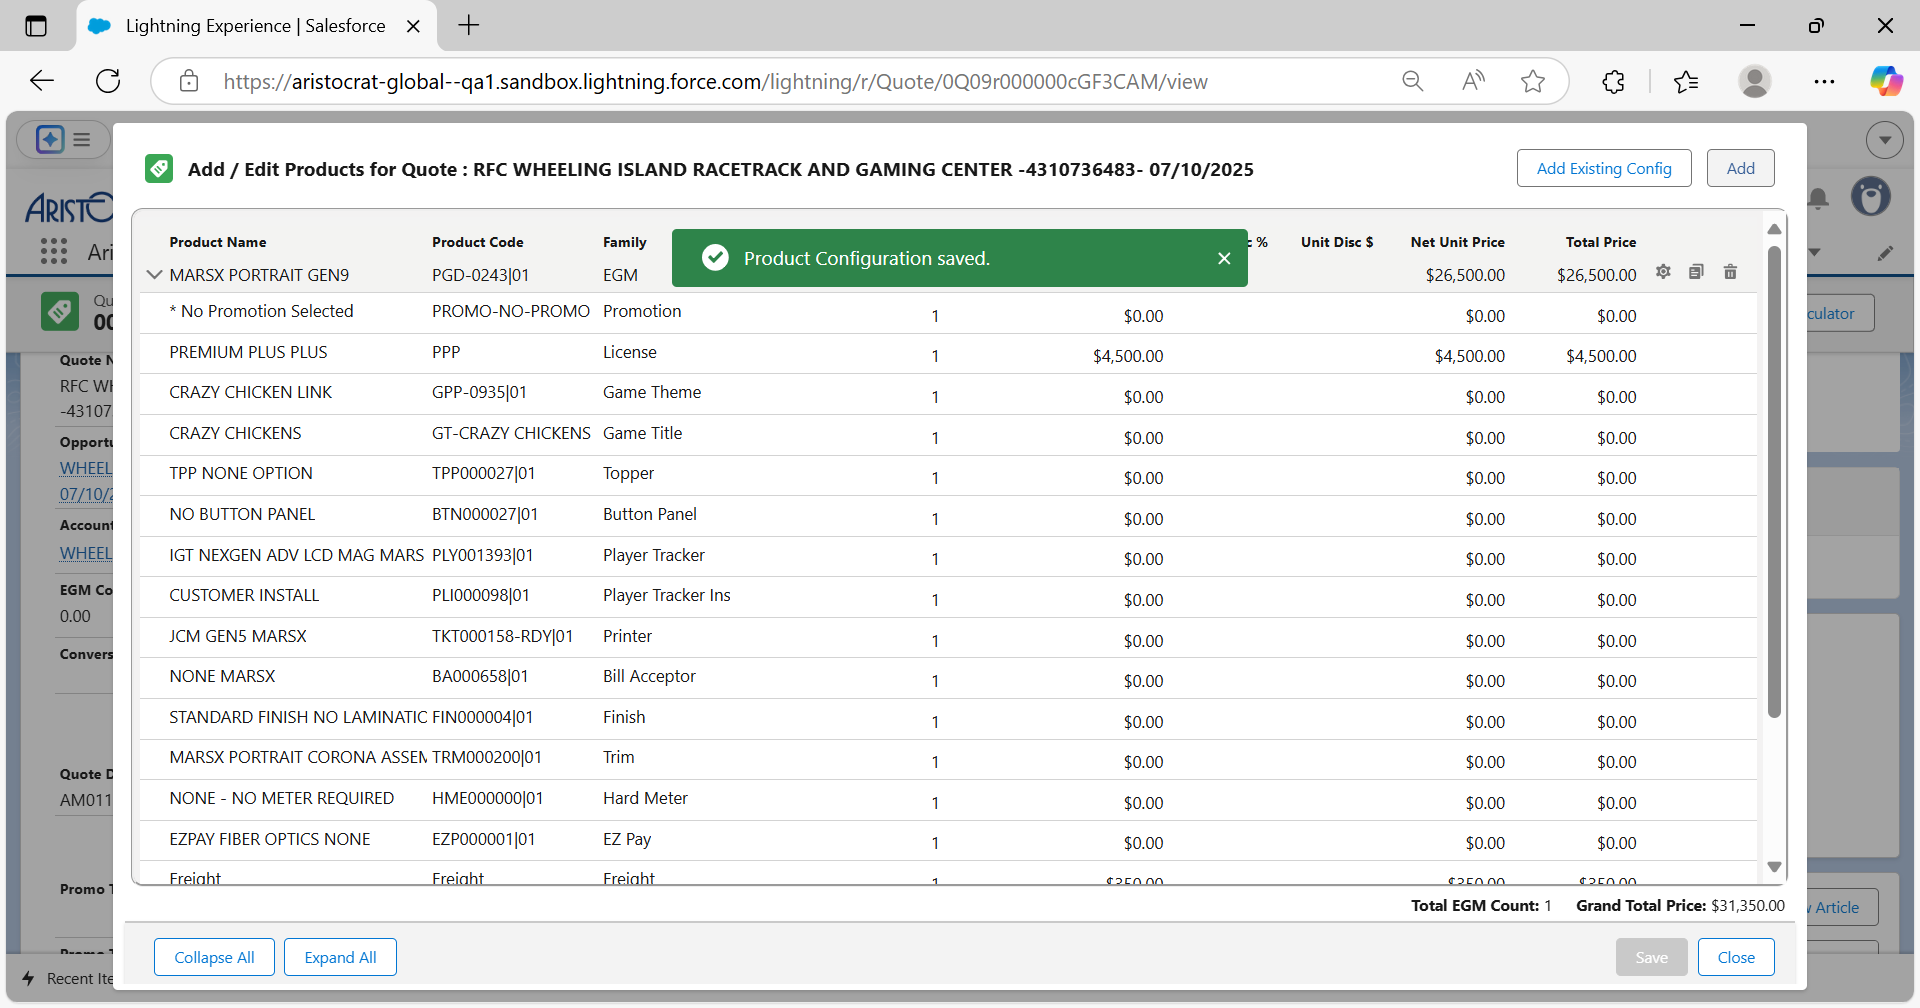 Lightning Experience | Salesforce
https://aristocrat-global--qa1.sandbox.lightning.force.com/lightning/r/Quote/0Q09r000000cGF3CAM/view
Add / Edit Products for Quote : RFC WHEELING ISLAND RACETRACK AND GAMING CENTER -4310736483- 07/10/2025
Add Existing Config
Add
Product Name Product Code Family c % Unit Disc $ Net Unit Price Total Price
Product Configuration saved.
MARSX PORTRAIT GEN9 PGD-0243|01 EGM $26,500.00 $26,500.00
* No Promotion Selected PROMO-NO-PROMO Promotion 1 $0.00 $0.00 $0.00
PREMIUM PLUS PLUS PPP License 1 $4,500.00 $4,500.00 $4,500.00
CRAZY CHICKEN LINK GPP-0935|01 Game Theme 1 $0.00 $0.00 $0.00
CRAZY CHICKENS GT-CRAZY CHICKENS Game Title 1 $0.00 $0.00 $0.00
TPP NONE OPTION TPP000027|01 Topper 1 $0.00 $0.00 $0.00
NO BUTTON PANEL BTN000027|01 Button Panel 1 $0.00 $0.00 $0.00
IGT NEXGEN ADV LCD MAG MARS PLY001393|01 Player Tracker 1 $0.00 $0.00 $0.00
CUSTOMER INSTALL PLI000098|01 Player Tracker Ins 1 $0.00 $0.00 $0.00
JCM GEN5 MARSX TKT000158-RDY|01 Printer 1 $0.00 $0.00 $0.00
NONE MARSX BA000658|01 Bill Acceptor 1 $0.00 $0.00 $0.00
STANDARD FINISH NO LAMINATIC FIN000004|01 Finish 1 $0.00 $0.00 $0.00
MARSX PORTRAIT CORONA ASSEM TRM000200|01 Trim 1 $0.00 $0.00 $0.00
NONE - NO METER REQUIRED HME000000|01 Hard Meter 1 $0.00 $0.00 $0.00
EZPAY FIBER OPTICS NONE EZP000001|01 EZ Pay 1 $0.00 $0.00 $0.00
Freight Freight Freight 1 $350.00 $350.00 $350.00
Total EGM Count: 1 Grand Total Price: $31,350.00
Collapse All
Expand All
Save
Close
ARISTO
Ari
Qu
00
Quote N
RFC WH
-43107
Opportu
WHEEL
07/10/2
Account
WHEEL
EGM Co
0.00
Convers
Quote D
AM011
Promo T
Promo T
Recent Ite
culator
Article